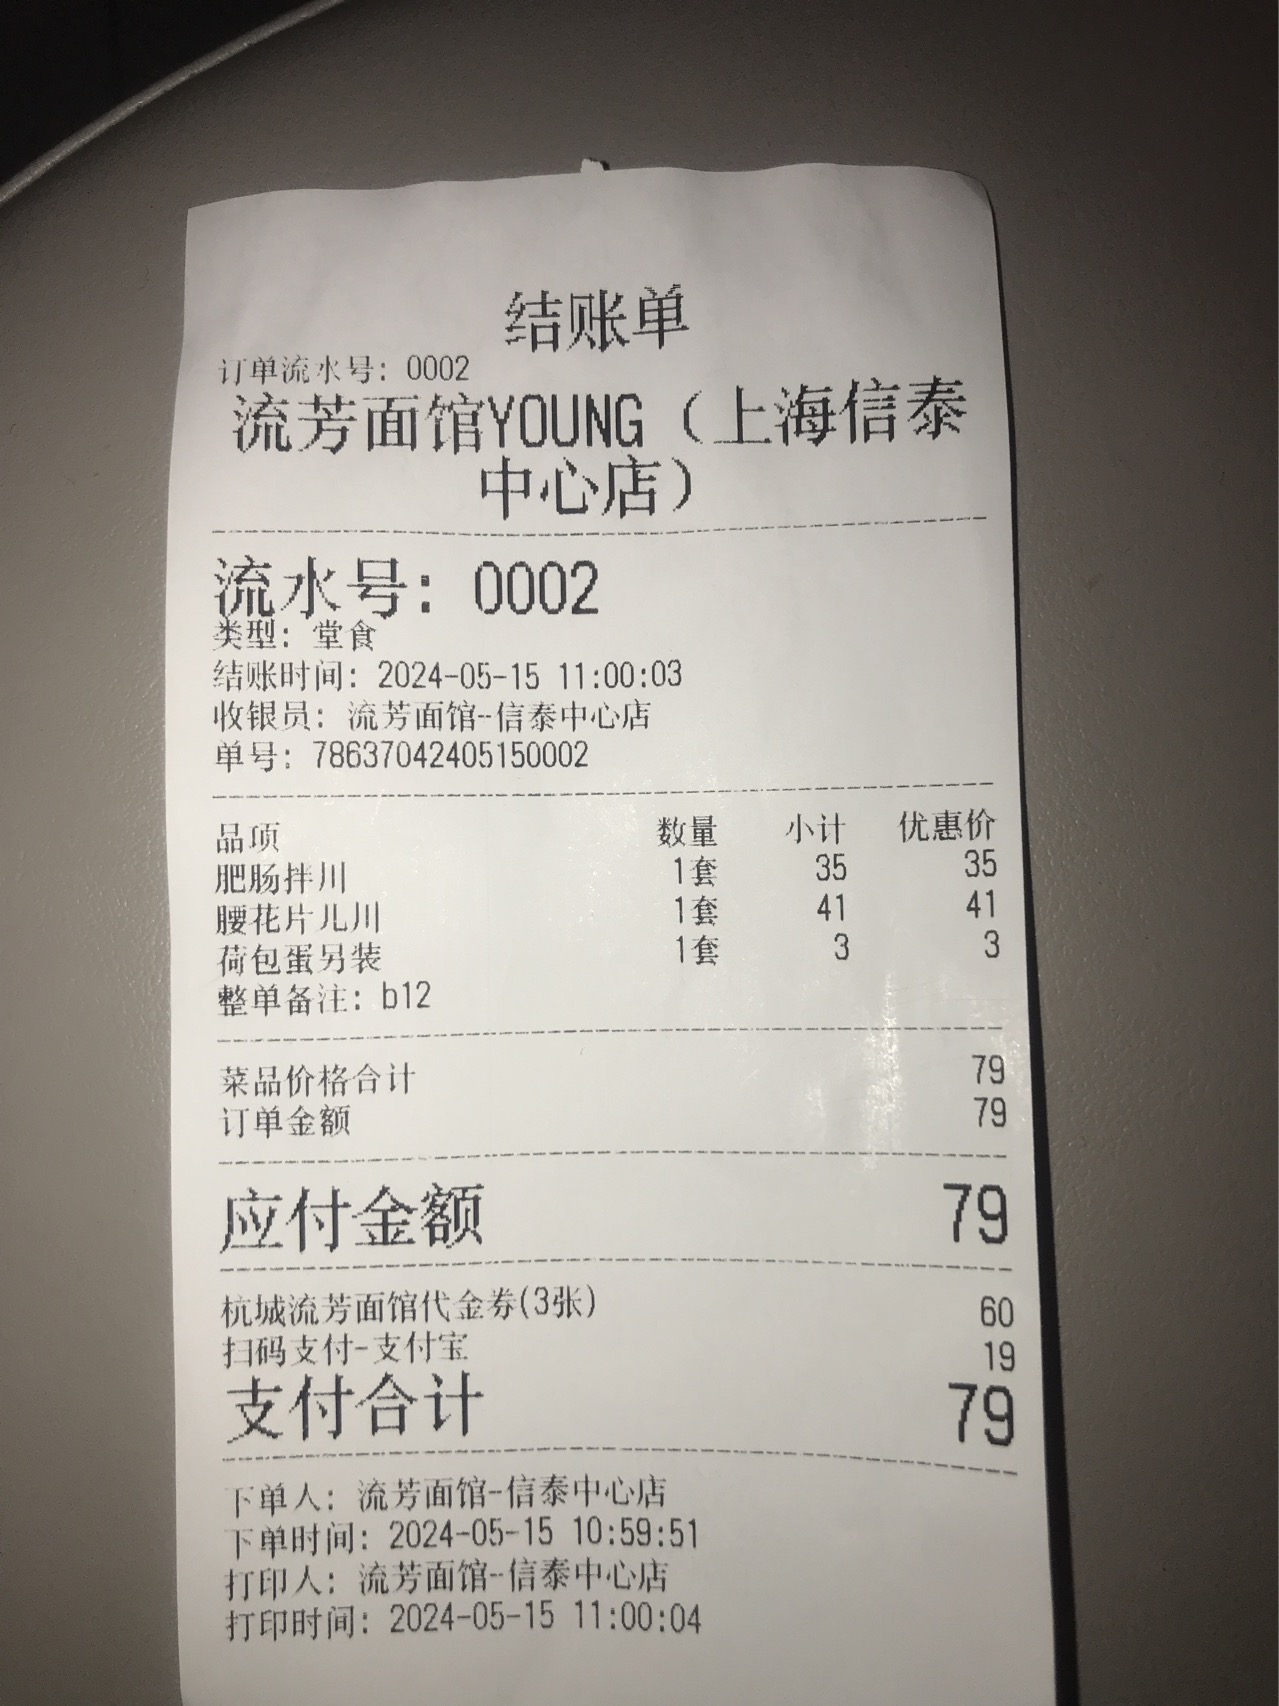 结账单
订单流水号: 0002
流芳面馆YOUNG（上海信泰
中心店）
流水号: 0002
类型: 堂食
结账时间: 2024-05-15 11:00:03
收银员: 流芳面馆-信泰中心店
单号: 78637042405150002
品项 数量 小计 优惠价
肥肠拌川 1套 35 35
腰花片儿川 1套 41 41
荷包蛋另装 1套 3 3
整单备注: b12
菜品价格合计 79
订单金额 79
应付金额 79
杭城流芳面馆代金券(3张) 60
扫码支付-支付宝 19
支付合计 79
下单人: 流芳面馆-信泰中心店
下单时间: 2024-05-15 10:59:51
打印人: 流芳面馆-信泰中心店
打印时间: 2024-05-15 11:00:04